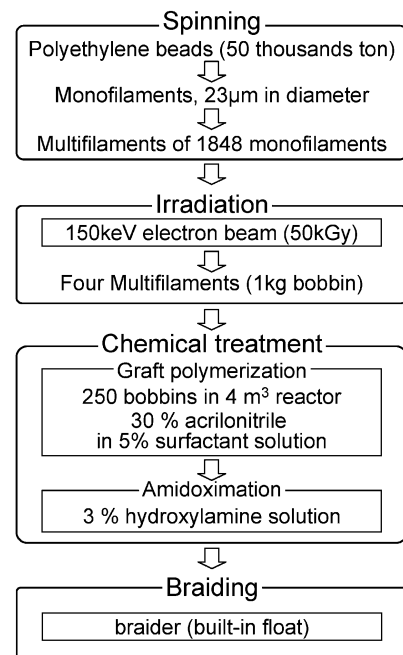 Spinning
Polyethylene beads (50 thousands ton)
Monofilaments, 23μm in diameter
Multifilaments of 1848 monofilaments
Irradiation
150keV electron beam (50kGy)
Four Multifilaments (1kg bobbin)
Chemical treatment
Graft polymerization
250 bobbins in 4 m³ reactor
30 % acrilonitrile
in 5% surfactant solution
Amidoximation
3 % hydroxylamine solution
Braiding
braider (built-in float)